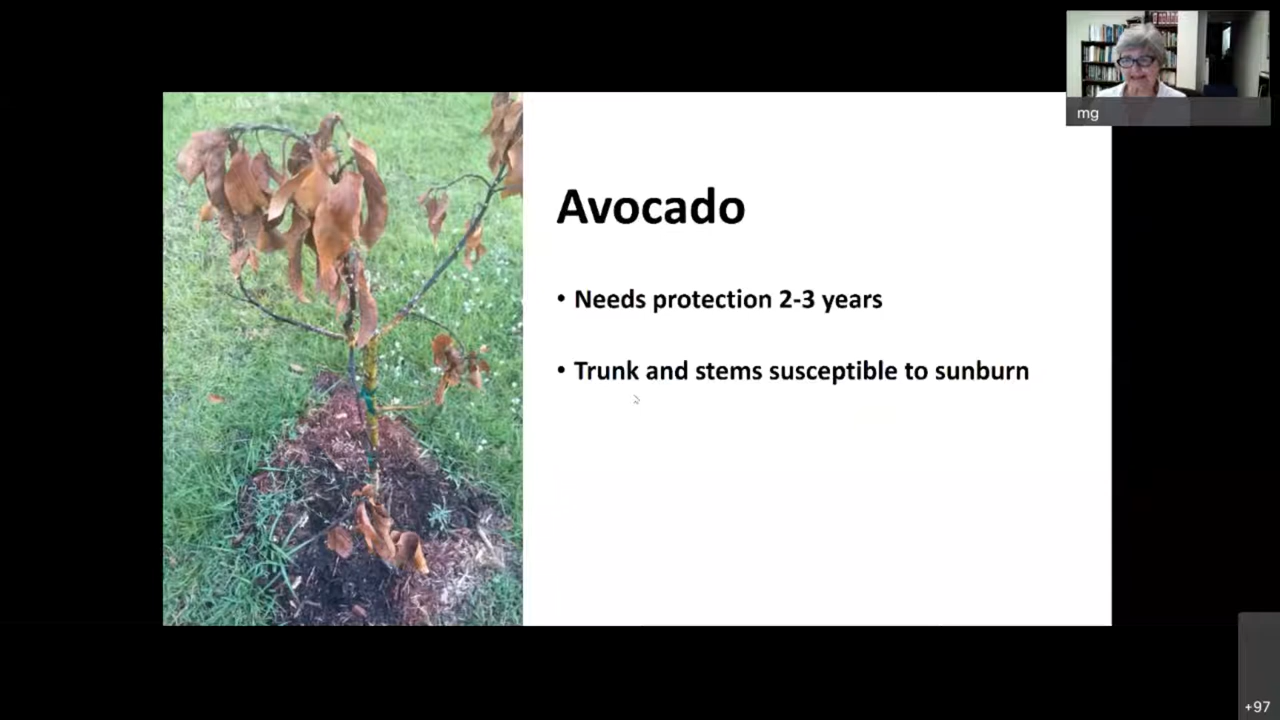 mg
Avocado
• Needs protection 2-3 years
• Trunk and stems susceptible to sunburn
+97